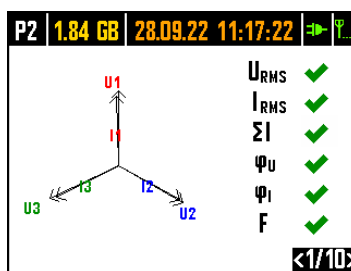 P2 1.84 GB 28.09.22 11:17:22
U1
I1
I3 I2
U3 U2
URMS
IRMS
ΣI
φU
φI
F
<1/10>